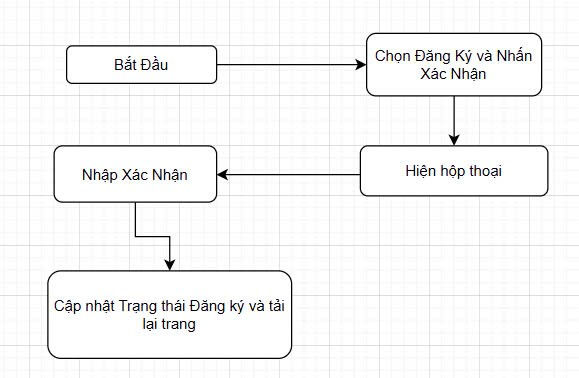 Bắt Đầu
Chọn Đăng Ký và Nhấn
Xác Nhận
Hiện hộp thoại
Nhập Xác Nhận
Cập nhật Trạng thái Đăng ký và tải
lại trang